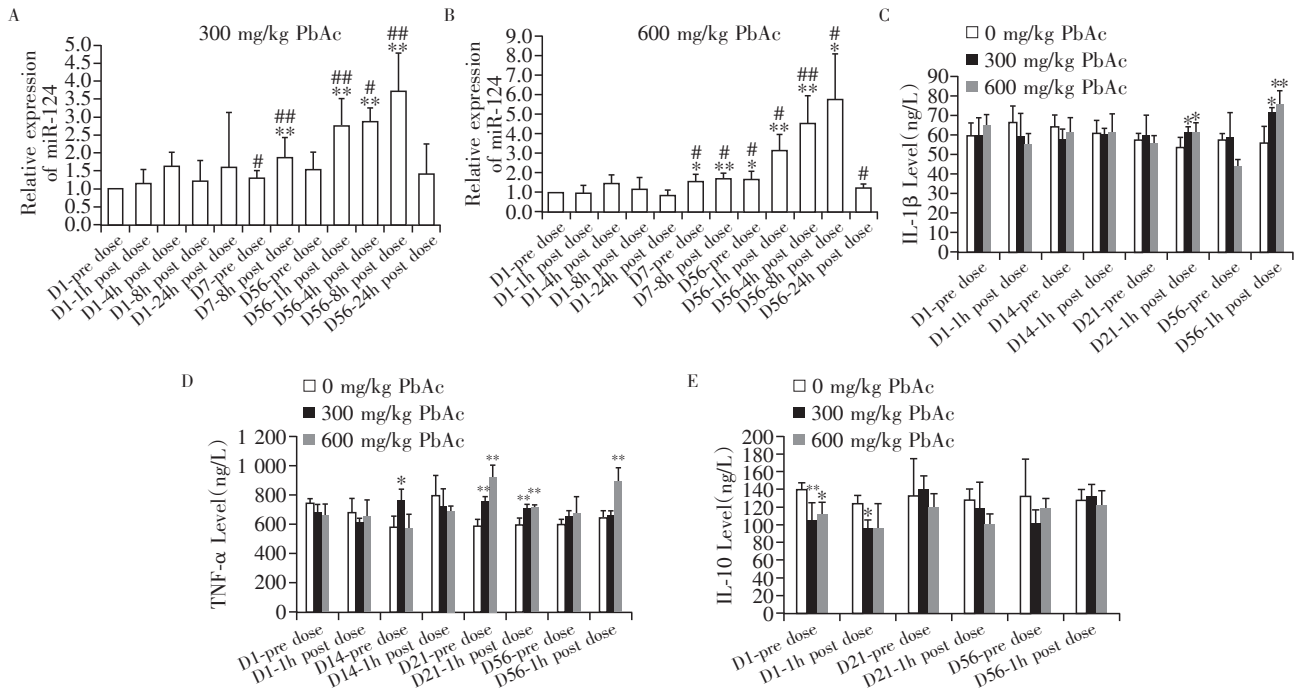 A
300 mg/kg PbAc
Relative expression
of miR-124
5.0
4.5
4.0
3.5
3.0
2.5
2.0
1.5
1.0
0.5
0.0
#
##
**
##
**
#
**
##
**
D1-pre dose
D1-1h post dose
D1-4h post dose
D1-8h post dose
D1-24h post dose
D7-pre dose
D7-8h post dose
D56-pre dose
D56-1h post dose
D56-4h post dose
D56-8h post dose
D56-24h post dose
B
600 mg/kg PbAc
Relative expression
of miR-124
9.0
8.0
7.0
6.0
5.0
4.0
3.0
2.0
1.0
0.0
#
*
#
**
#
*
#
**
##
**
#
*
#
D1-pre dose
D1-1h post dose
D1-4h post dose
D1-8h post dose
D1-24h post dose
D7-pre dose
D7-8h post dose
D56-pre dose
D56-1h post dose
D56-4h post dose
D56-8h post dose
D56-24h post dose
C
0 mg/kg PbAc
300 mg/kg PbAc
600 mg/kg PbAc
IL-1β Level(ng/L)
90
80
70
60
50
40
30
20
10
0
*
*
*
**
D1-pre dose
D1-1h post dose
D14-pre dose
D14-1h post dose
D21-pre dose
D21-1h post dose
D56-pre dose
D56-1h post dose
D
0 mg/kg PbAc
300 mg/kg PbAc
600 mg/kg PbAc
TNF-α Level(ng/L)
1 200
1 000
800
600
400
200
0
*
**
**
**
**
**
D1-pre dose
D1-1h post dose
D14-pre dose
D14-1h post dose
D21-pre dose
D21-1h post dose
D56-pre dose
D56-1h post dose
E
0 mg/kg PbAc
300 mg/kg PbAc
600 mg/kg PbAc
IL-10 Level(ng/L)
200
180
160
140
120
100
80
60
40
20
0
**
*
*
D1-pre dose
D1-1h post dose
D21-pre dose
D21-1h post dose
D56-pre dose
D56-1h post dose